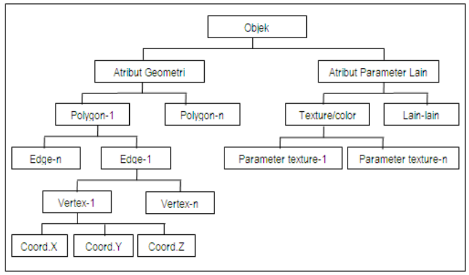 Objek
Atribut Geometri
Atribut Parameter Lain
Polygon-1
Polygon-n
Texture/color
Lain-lain
Edge-n
Edge-1
Parameter texture-1
Parameter texture-n
Vertex-1
Vertex-n
Coord.X
Coord.Y
Coord.Z